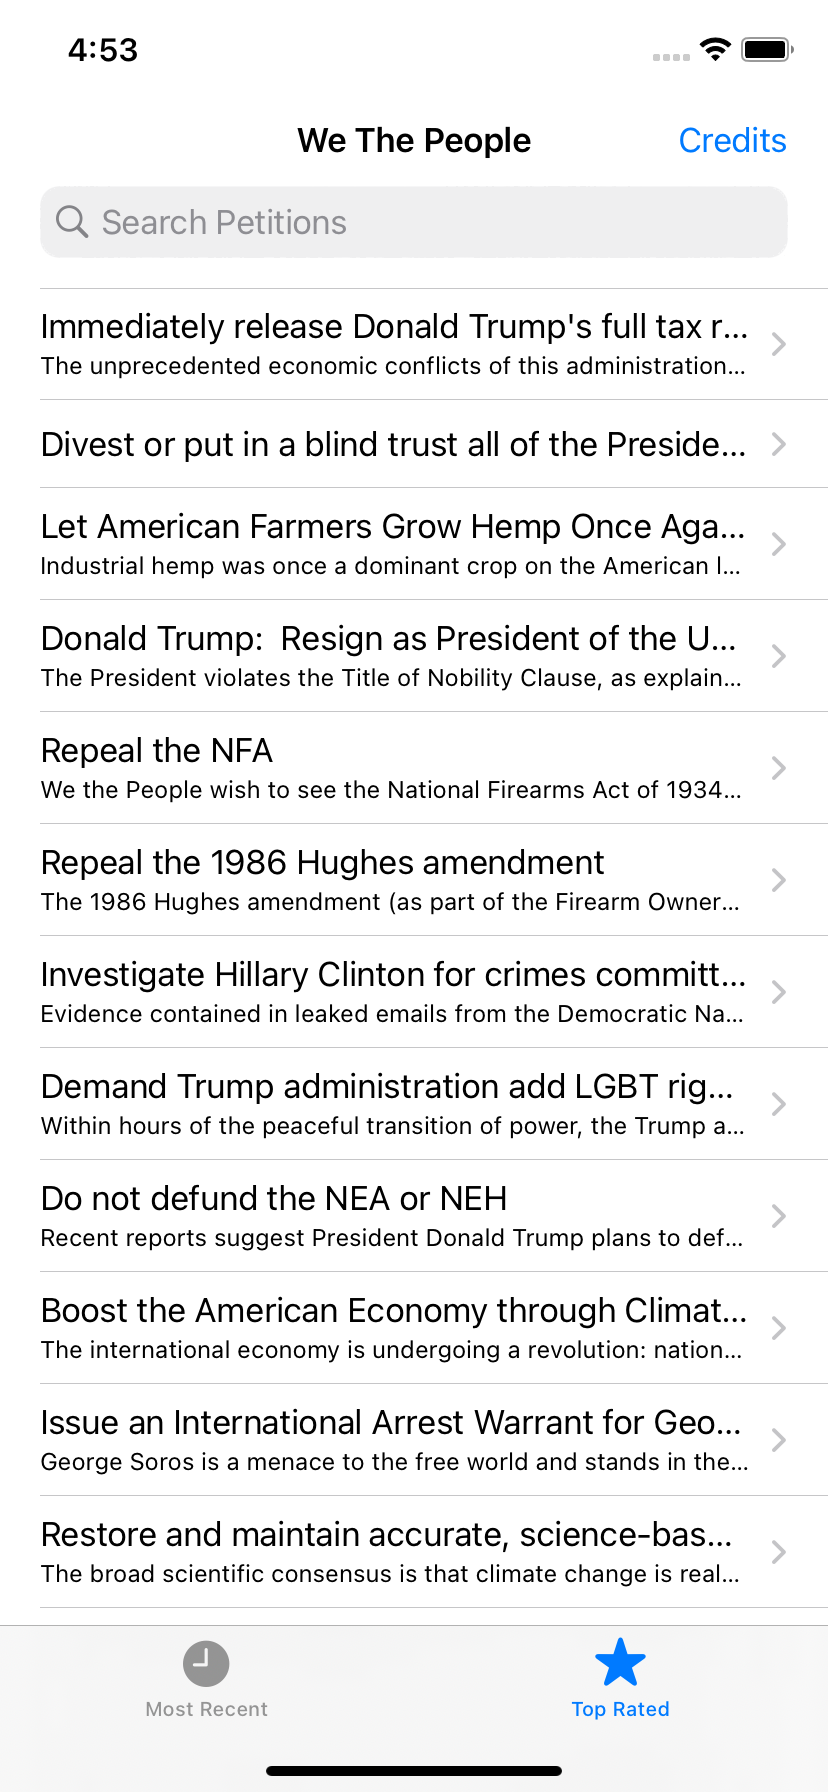 4:53
We The People
Credits
Search Petitions
Immediately release Donald Trump's full tax r...
The unprecedented economic conflicts of this administration...
Divest or put in a blind trust all of the Preside...
Let American Farmers Grow Hemp Once Aga...
Industrial hemp was once a dominant crop on the American l...
Donald Trump:  Resign as President of the U...
The President violates the Title of Nobility Clause, as explain...
Repeal the NFA
We the People wish to see the National Firearms Act of 1934...
Repeal the 1986 Hughes amendment
The 1986 Hughes amendment (as part of the Firearm Owner...
Investigate Hillary Clinton for crimes committ...
Evidence contained in leaked emails from the Democratic Na...
Demand Trump administration add LGBT rig...
Within hours of the peaceful transition of power, the Trump a...
Do not defund the NEA or NEH
Recent reports suggest President Donald Trump plans to def...
Boost the American Economy through Climat...
The international economy is undergoing a revolution: nation...
Issue an International Arrest Warrant for Geo...
George Soros is a menace to the free world and stands in the...
Restore and maintain accurate, science-bas...
The broad scientific consensus is that climate change is real...
Most Recent
Top Rated